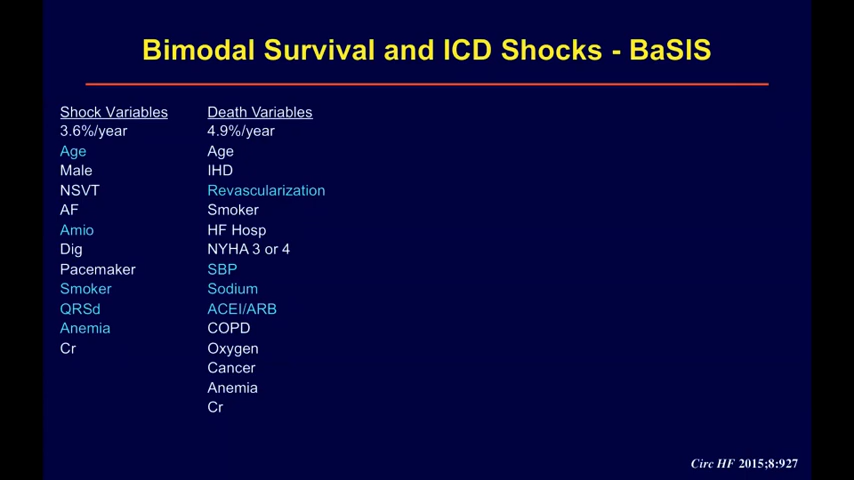 Bimodal Survival and ICD Shocks - BaSIS
Shock Variables
3.6%/year
Age
Male
NSVT
AF
Amio
Dig
Pacemaker
Smoker
QRSd
Anemia
Cr
Death Variables
4.9%/year
Age
IHD
Revascularization
Smoker
HF Hosp
NYHA 3 or 4
SBP
Sodium
ACEI/ARB
COPD
Oxygen
Cancer
Anemia
Cr
Circ HF 2015;8:927